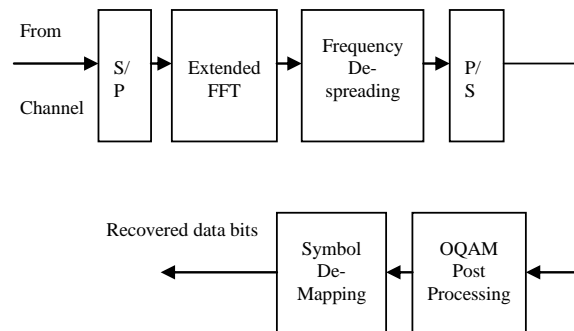 From
Channel
S/
P
Extended
FFT
Frequency
De-
spreading
P/
S
Recovered data bits
Symbol
De-
Mapping
OQAM
Post
Processing